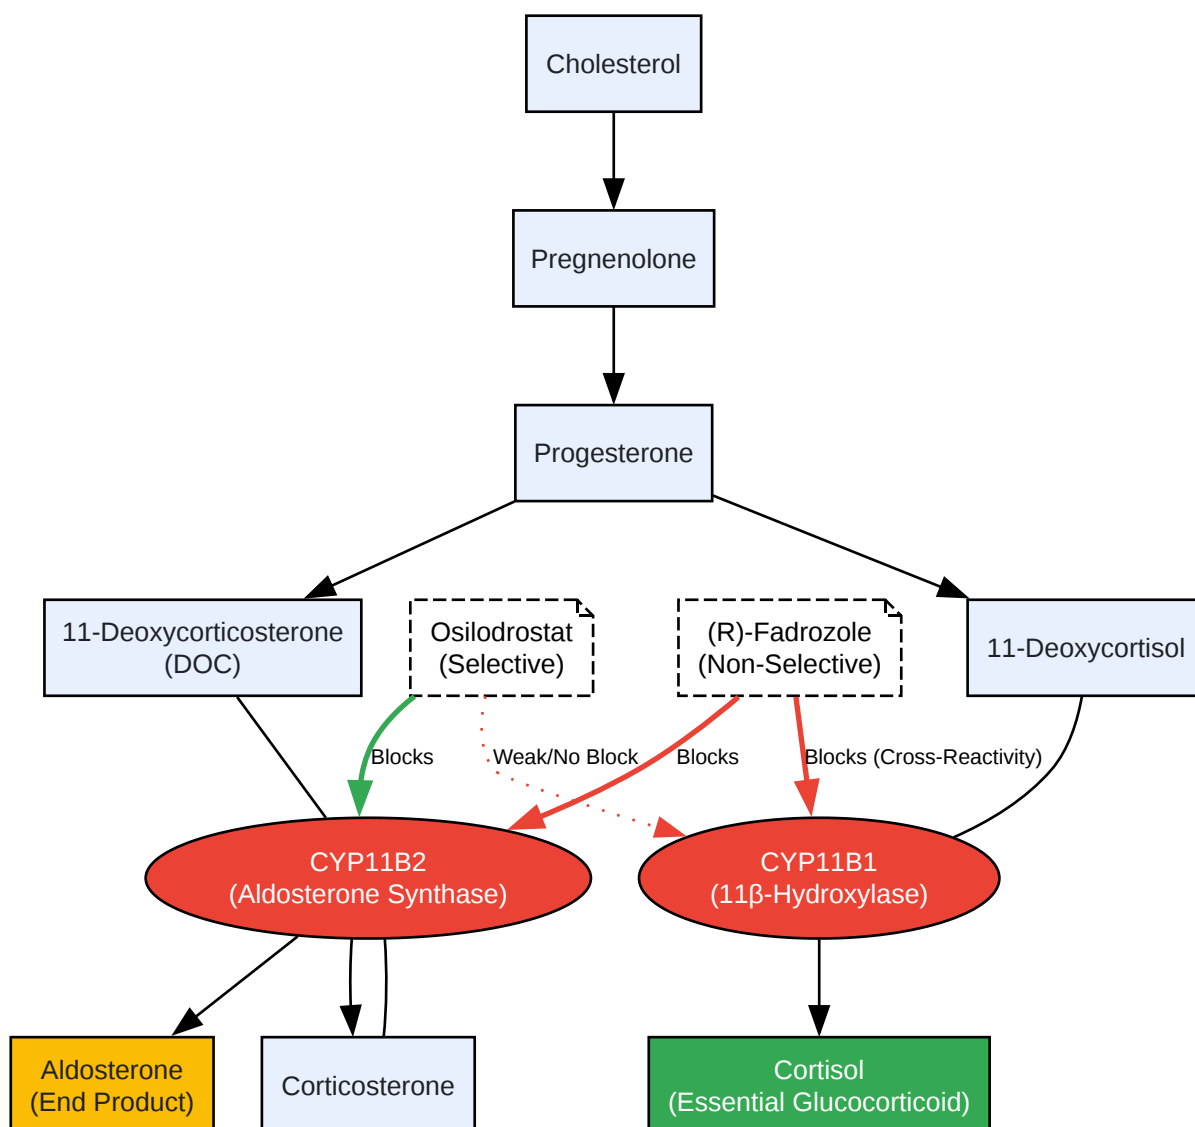 Cholesterol
Pregnenolone
Progesterone
11-Deoxycorticosterone
(DOC)
Osilodrostat
(Selective)
(R)-Fadrozole
(Non-Selective)
11-Deoxycortisol
Blocks
Weak/No Block
Blocks
Blocks (Cross-Reactivity)
CYP11B2
(Aldosterone Synthase)
CYP11B1
(11β-Hydroxylase)
Aldosterone
(End Product)
Corticosterone
Cortisol
(Essential Glucocorticoid)